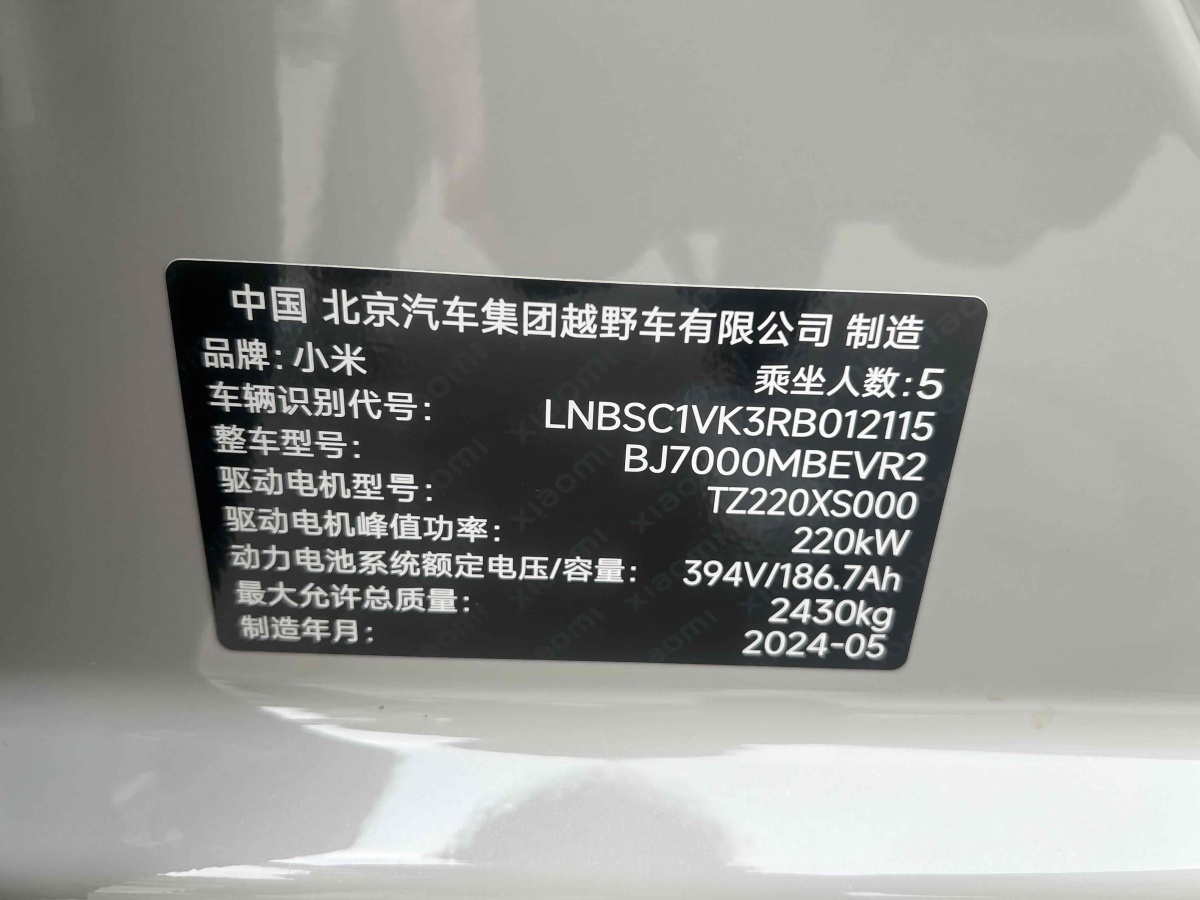 中国 北京汽车集团越野车有限公司 制造
品牌:小米 乘坐人数:5
车辆识别代号: LNBSC1VK3RB012115
整车型号: BJ7000MBEVR2
驱动电机型号: TZ220XS000
驱动电机峰值功率: 220kW
动力电池系统额定电压/容量: 394V/186.7Ah
最大允许总质量: 2430kg
制造年月: 2024-05